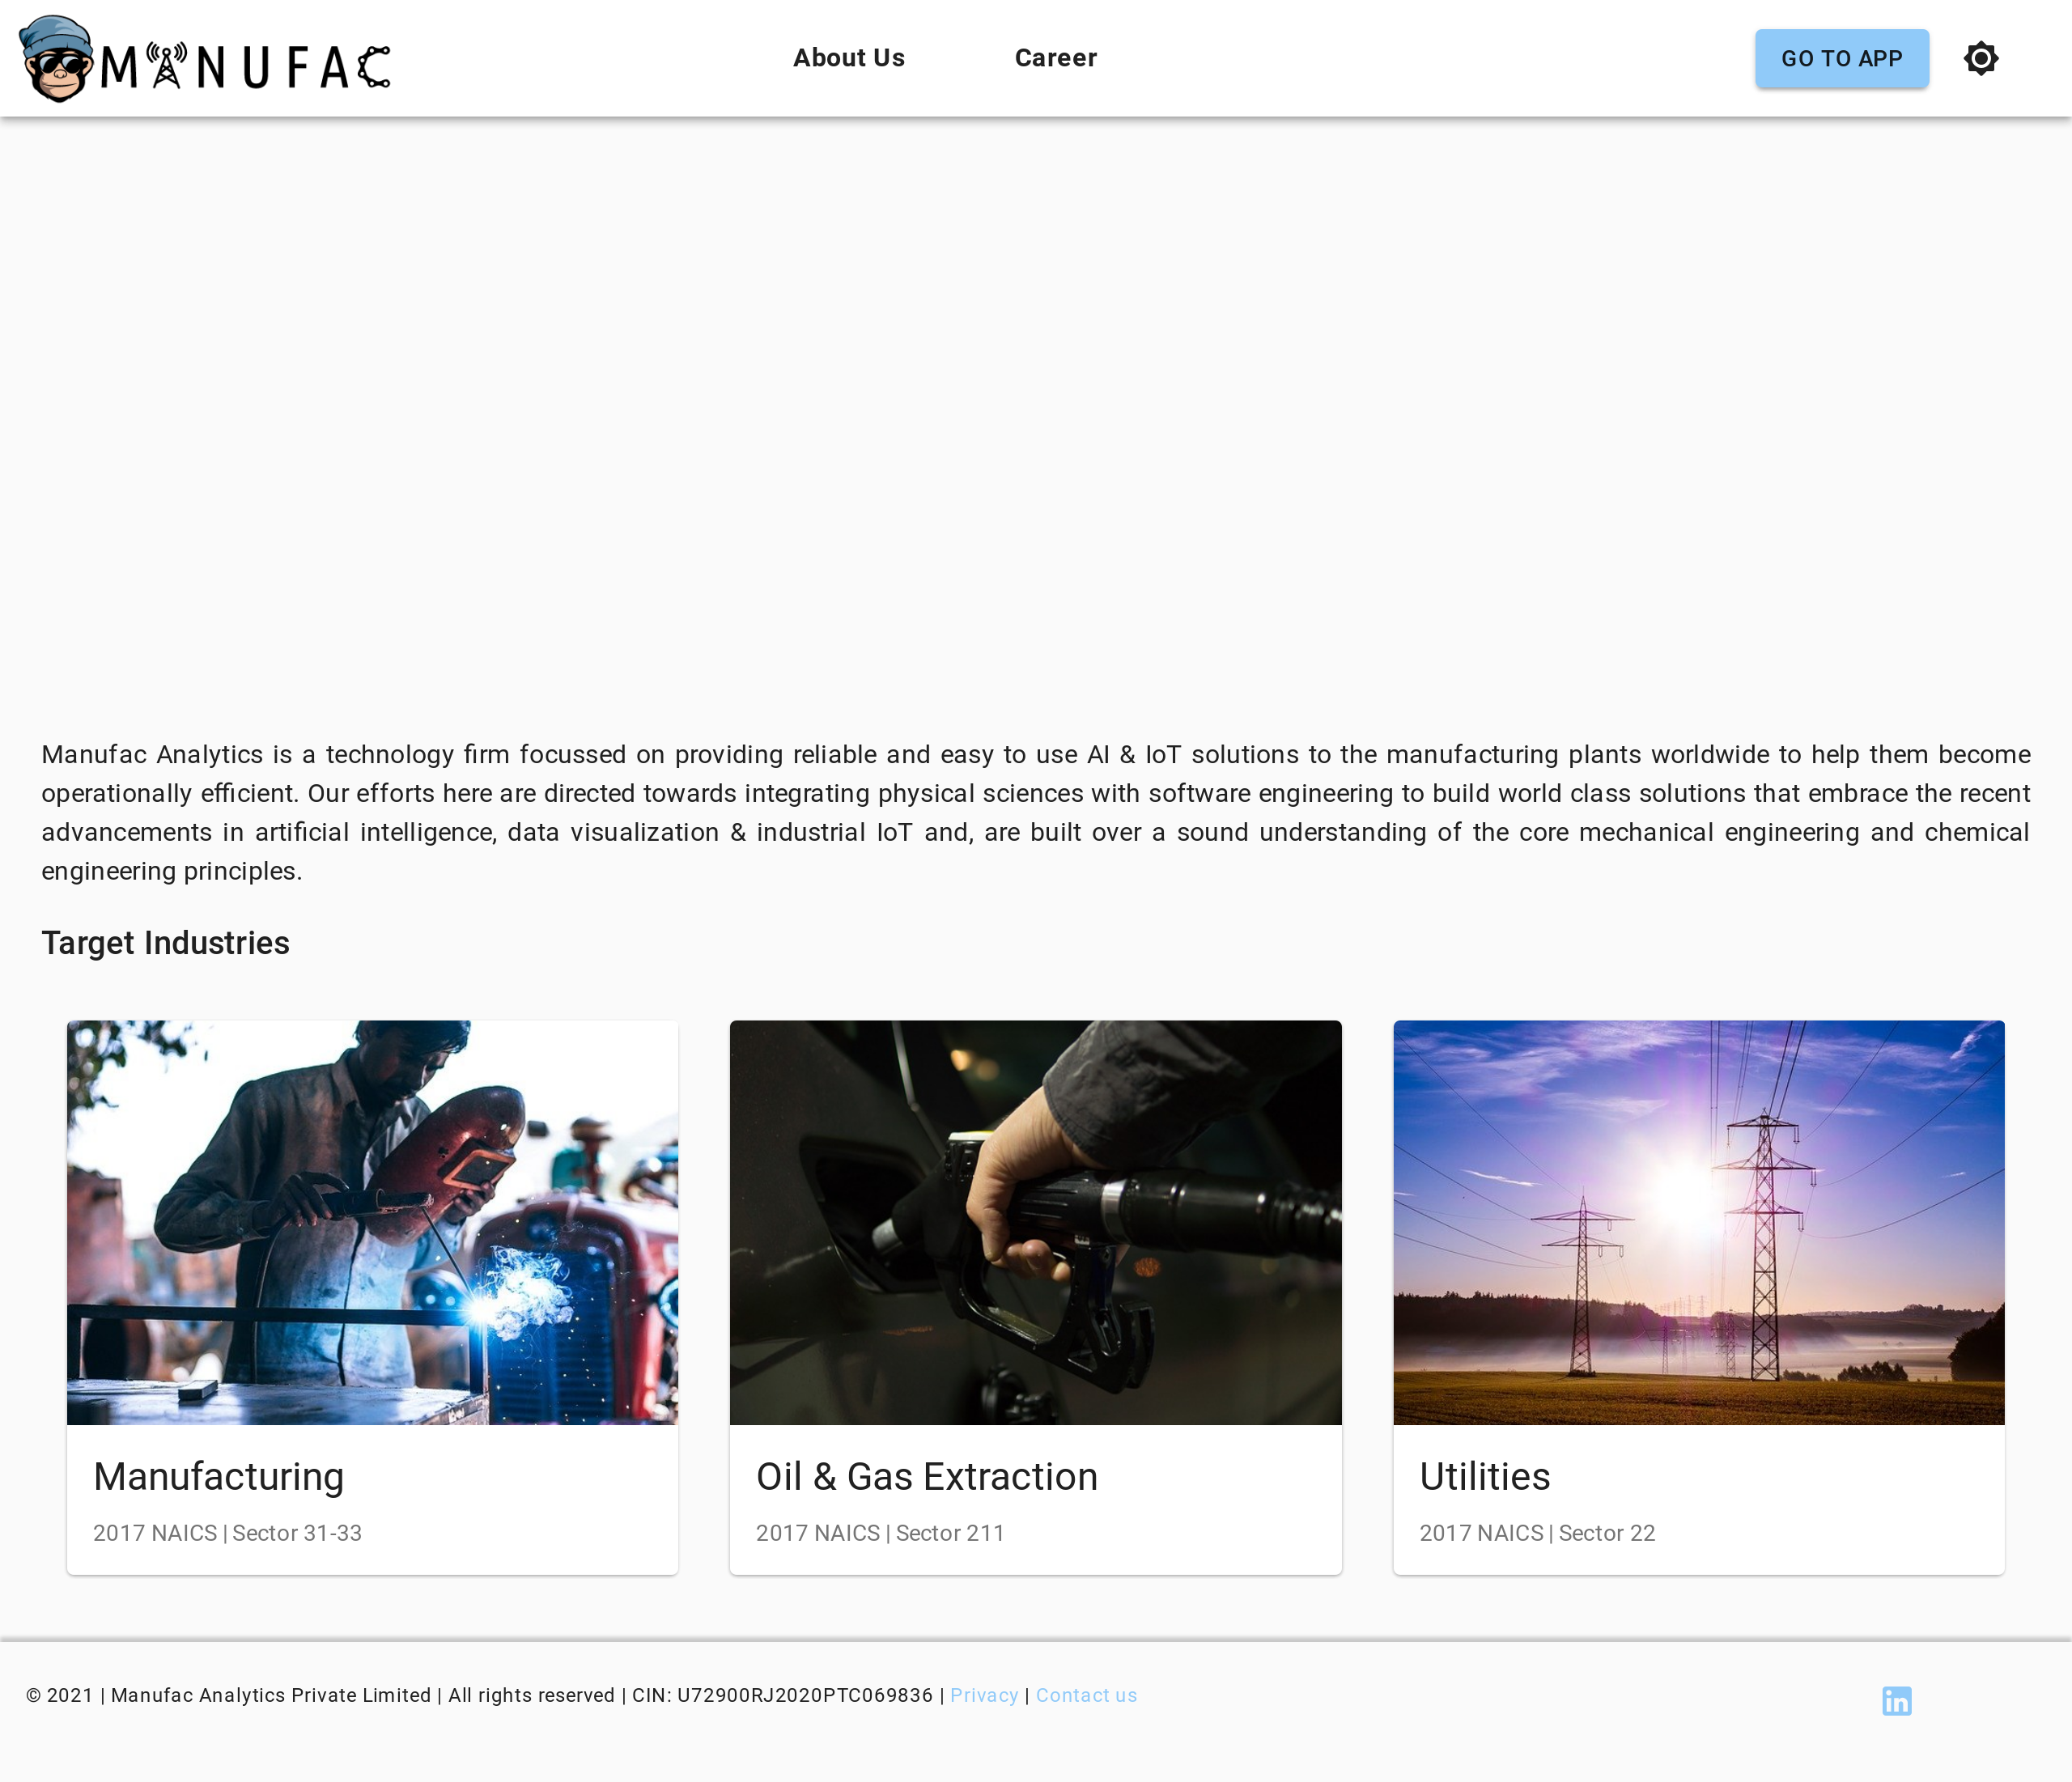 MANUFAC
About Us
Career
GO TO APP
Manufac Analytics is a technology firm focussed on providing reliable and easy to use AI & IoT solutions to the manufacturing plants worldwide to help them become
operationally efficient. Our efforts here are directed towards integrating physical sciences with software engineering to build world class solutions that embrace the recent
advancements in artificial intelligence, data visualization & industrial IoT and, are built over a sound understanding of the core mechanical engineering and chemical
engineering principles.
Target Industries
Manufacturing
2017 NAICS | Sector 31-33
Oil & Gas Extraction
2017 NAICS | Sector 211
Utilities
2017 NAICS | Sector 22
© 2021 | Manufac Analytics Private Limited | All rights reserved | CIN: U72900RJ2020PTC069836 | Privacy | Contact us
in